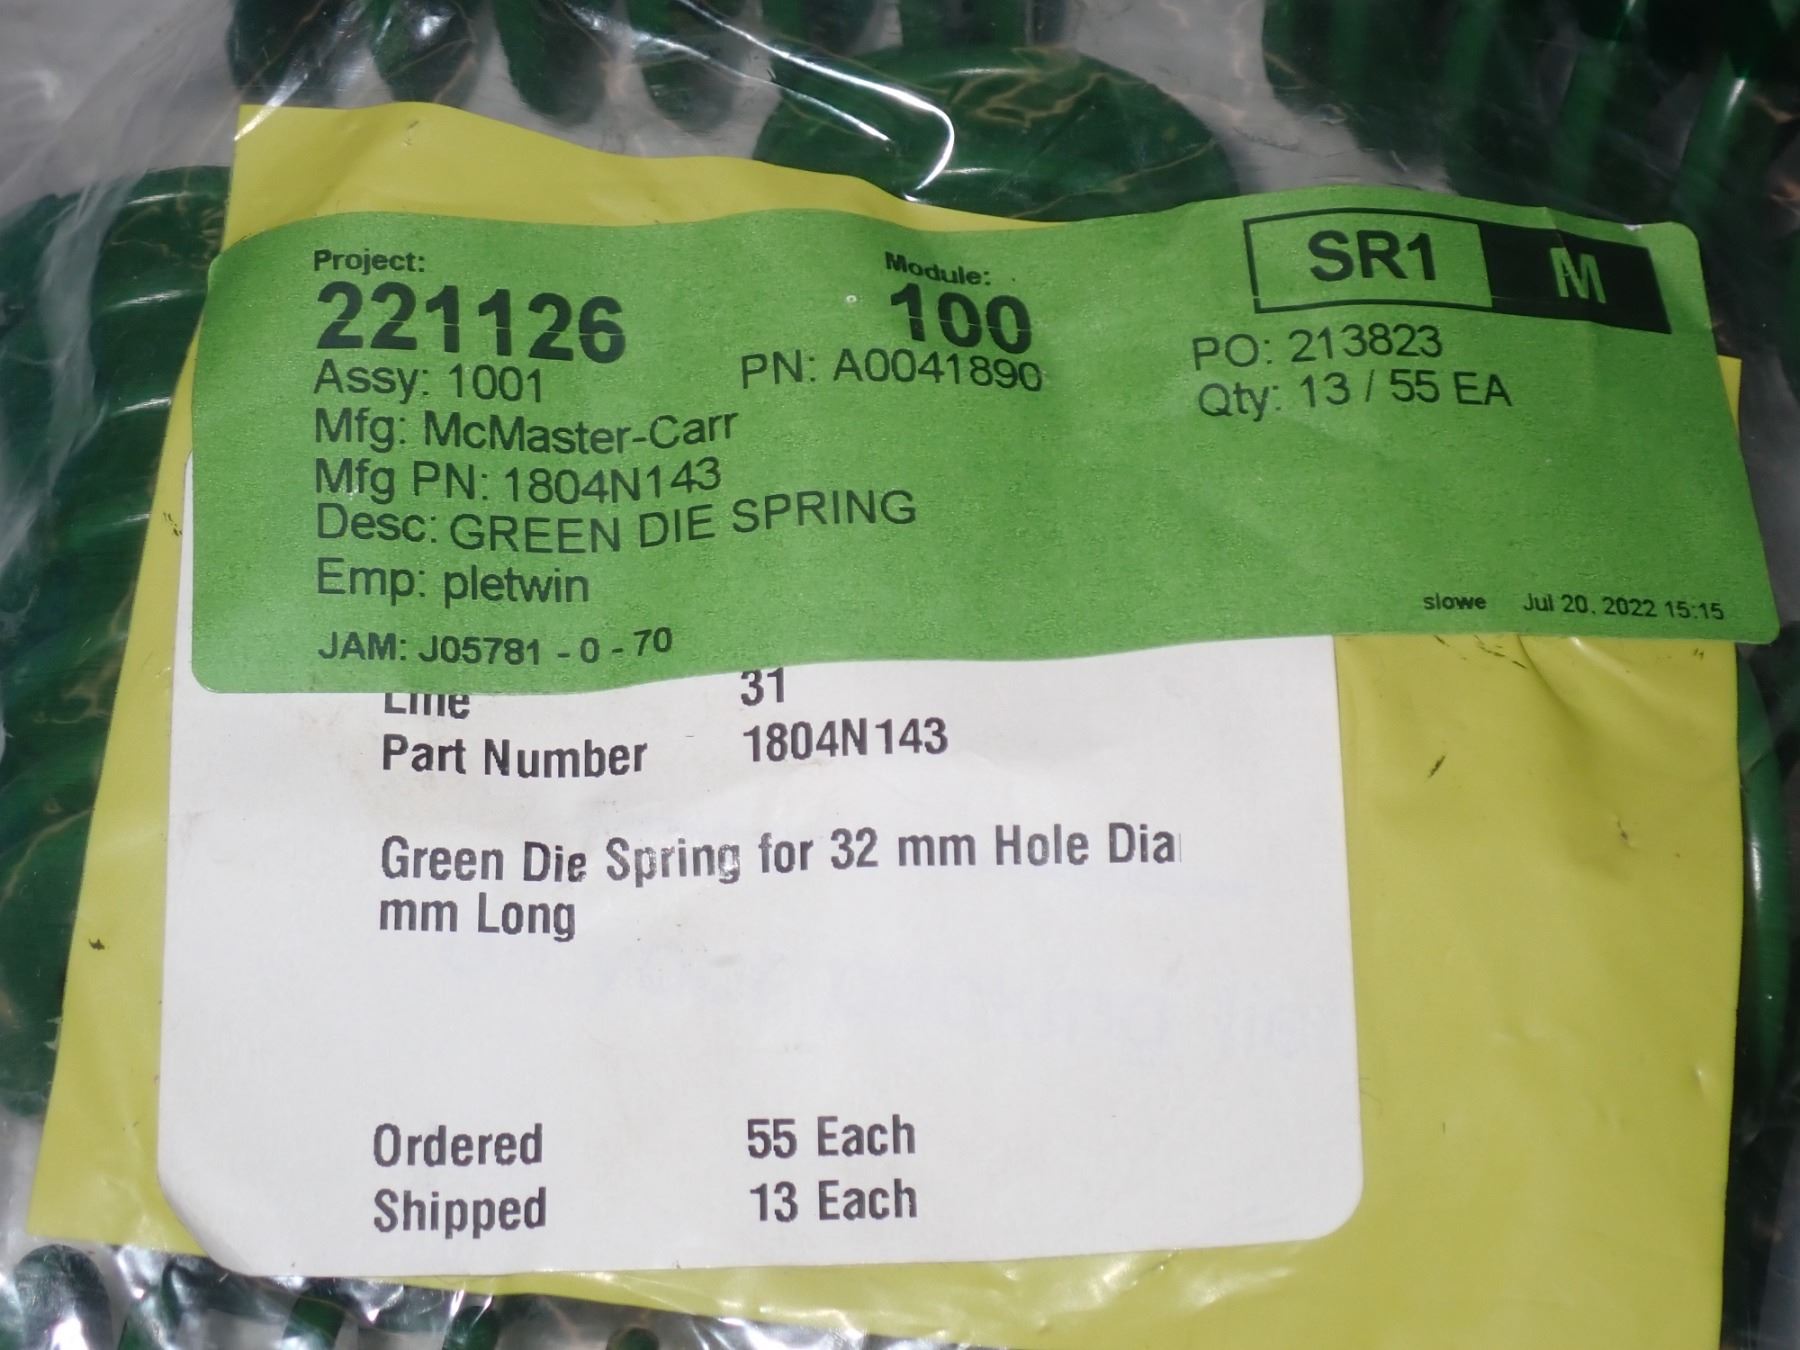 Project:
221126
Module:
100
SR1 M
Assy: 1001
PN: A0041890
PO: 213823
Qty: 13 / 55 EA
Mfg: McMaster-Carr
Mfg PN: 1804N143
Desc: GREEN DIE SPRING
Emp: pletwin
slowe Jul 20, 2022 15:15
JAM: J05781 - 0 - 70
Line 31
Part Number 1804N143
Green Die Spring for 32 mm Hole Dia
mm Long
Ordered 55 Each
Shipped 13 Each